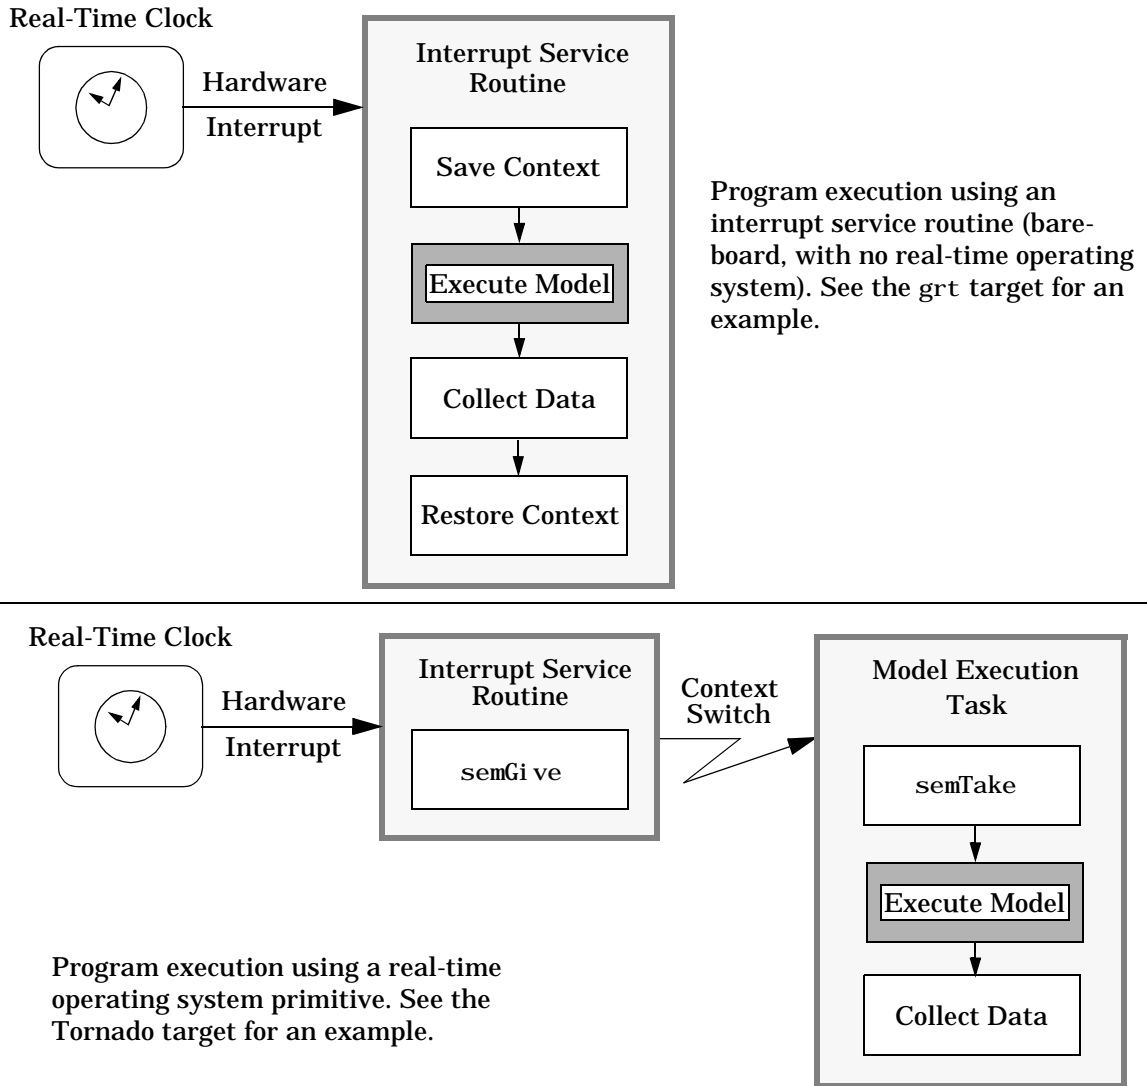 Real-Time Clock
Hardware
Interrupt
Interrupt Service
Routine
Save Context
Execute Model
Collect Data
Restore Context
Program execution using an
interrupt service routine (bare-
board, with no real-time operating
system). See the grt target for an
example.
Real-Time Clock
Hardware
Interrupt
Interrupt Service
Routine
semGive
Context
Switch
Model Execution
Task
semTake
Execute Model
Collect Data
Program execution using a real-time
operating system primitive. See the
Tornado target for an example.